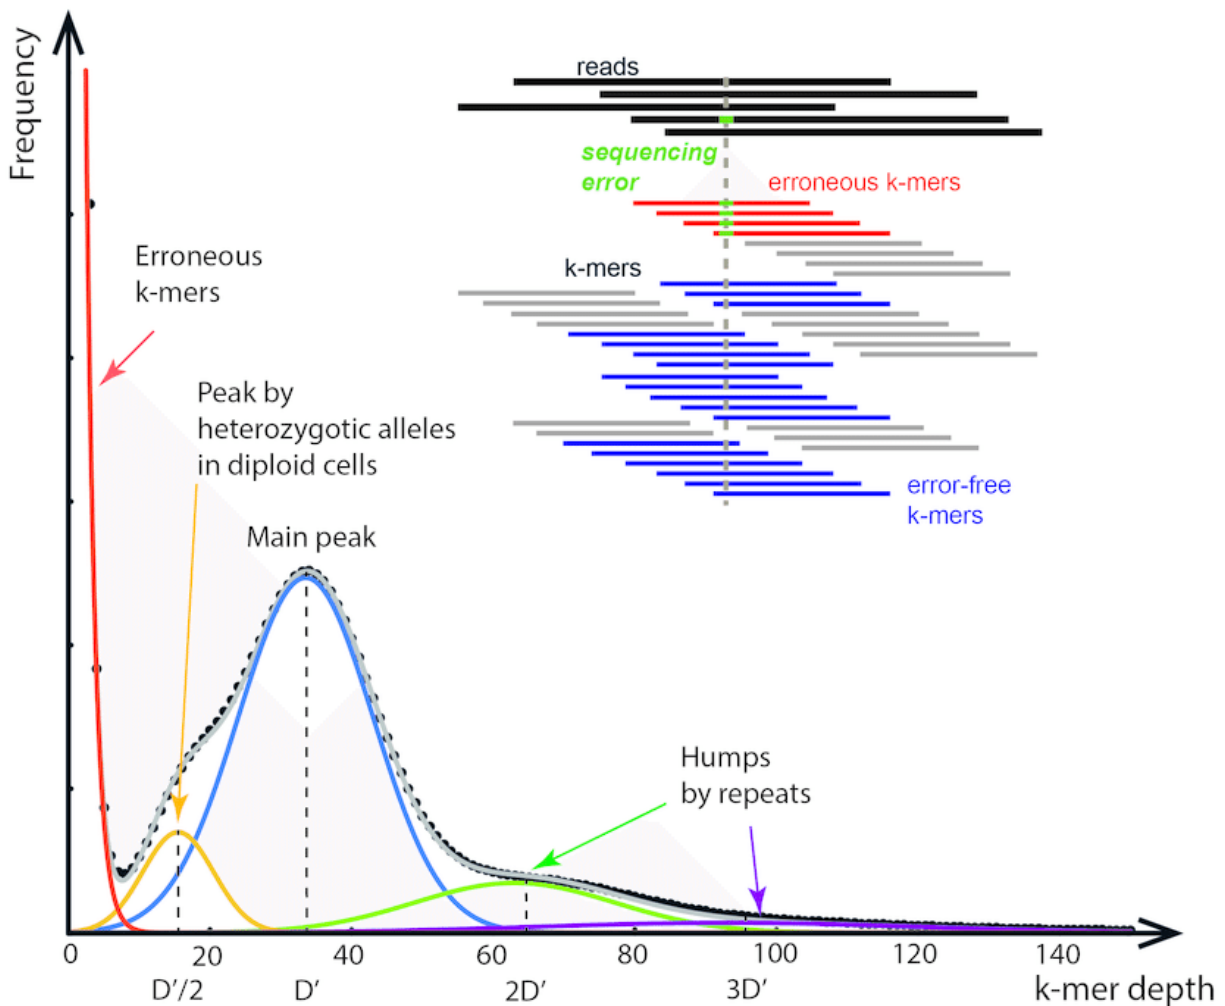 Frequency
reads
sequencing
error
erroneous k-mers
k-mers
error-free
k-mers
Erroneous
k-mers
Peak by
heterozygotic alleles
in diploid cells
Main peak
Humps
by repeats
0 20 40 60 80 100 120 140
D′/2 D′ 2D′ 3D′ k-mer depth